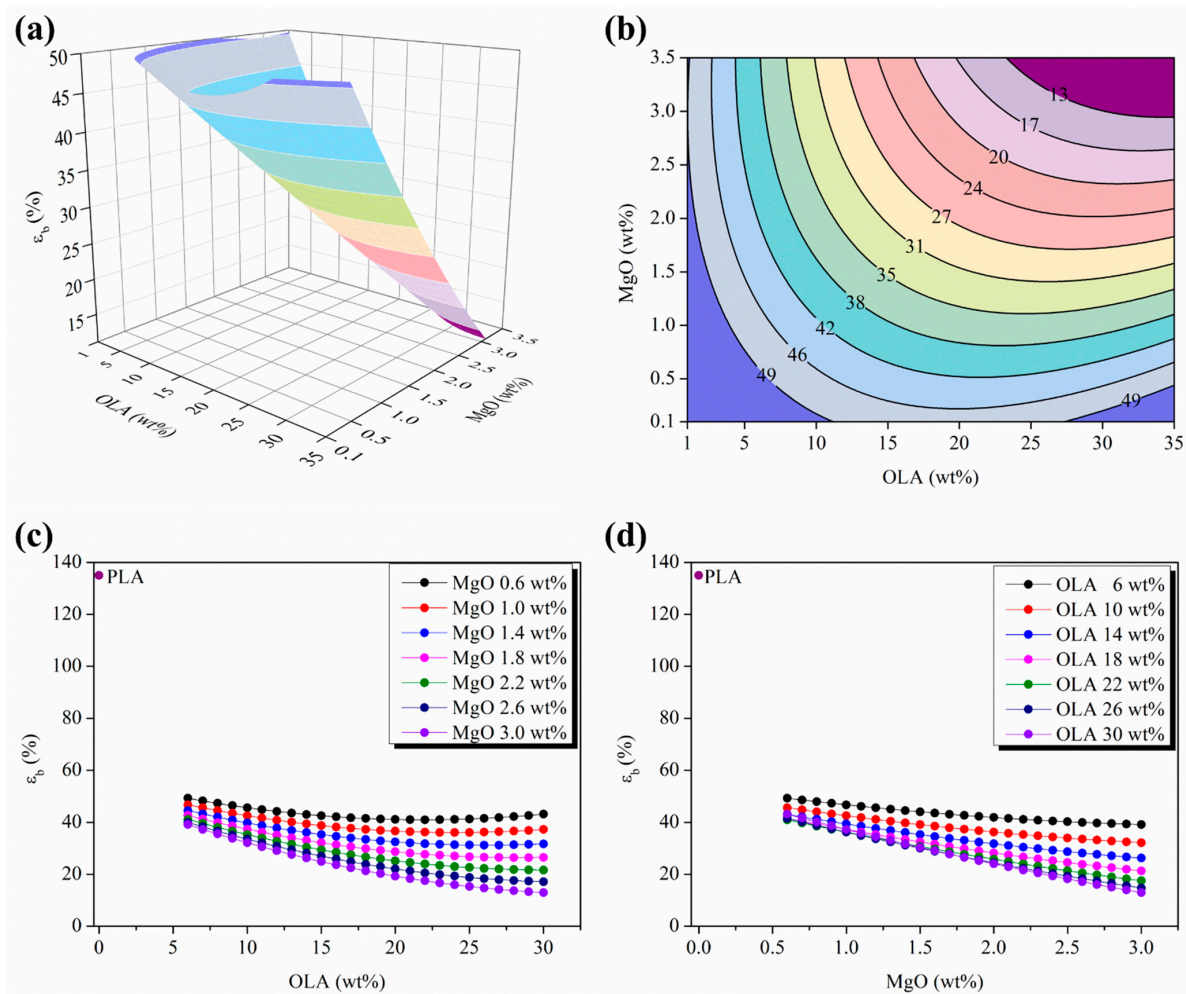 (a)
50
45
40
35
30
25
20
15
εb (%)
1
5
10
15
20
25
30
35
OLA (wt%)
0.1
0.5
1.0
1.5
2.0
2.5
3.0
3.5
MgO (wt%)
(b)
3.5
3.0
2.5
2.0
1.5
1.0
0.5
0.1
MgO (wt%)
13
17
20
24
27
31
35
38
42
46
49
49
1
5
10
15
20
25
30
35
OLA (wt%)
(c)
140
120
100
80
60
40
20
0
εb (%)
PLA
MgO 0.6 wt%
MgO 1.0 wt%
MgO 1.4 wt%
MgO 1.8 wt%
MgO 2.2 wt%
MgO 2.6 wt%
MgO 3.0 wt%
0
5
10
15
20
25
30
OLA (wt%)
(d)
140
120
100
80
60
40
20
0
εb (%)
PLA
OLA 6 wt%
OLA 10 wt%
OLA 14 wt%
OLA 18 wt%
OLA 22 wt%
OLA 26 wt%
OLA 30 wt%
0.0
0.5
1.0
1.5
2.0
2.5
3.0
MgO (wt%)